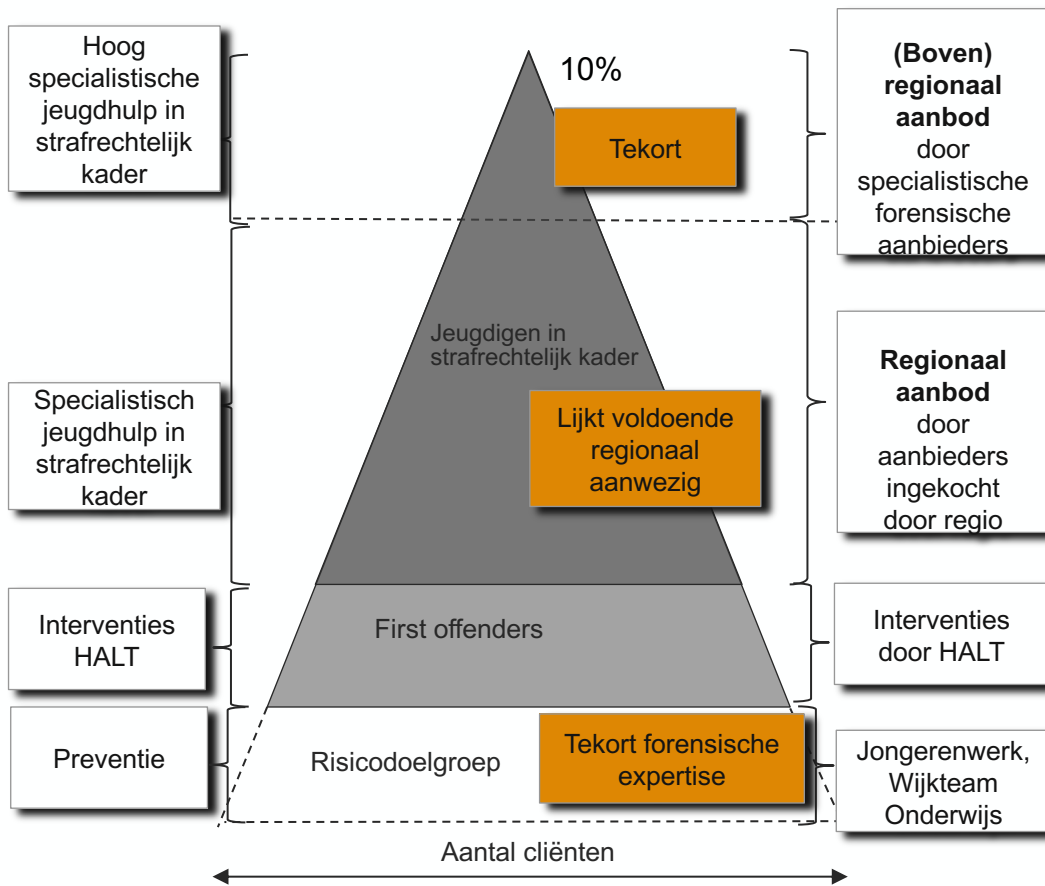 Hoog
specialistische
jeugdhulp in
strafrechtelijk
kader
10%
Tekort
(Boven)
regionaal
aanbod
door
specialistische
forensische
aanbieders
Jeugdigen in
strafrechtelijk kader
Specialistisch
jeugdhulp in
strafrechtelijk
kader
Lijkt voldoende
regionaal
aanwezig
Regionaal
aanbod
door
aanbieders
ingekocht
door regio
Interventies
HALT
First offenders
Interventies
door HALT
Preventie
Risicodoelgroep
Tekort forensische
expertise
Jongerenwerk,
Wijkteam
Onderwijs
Aantal cliënten